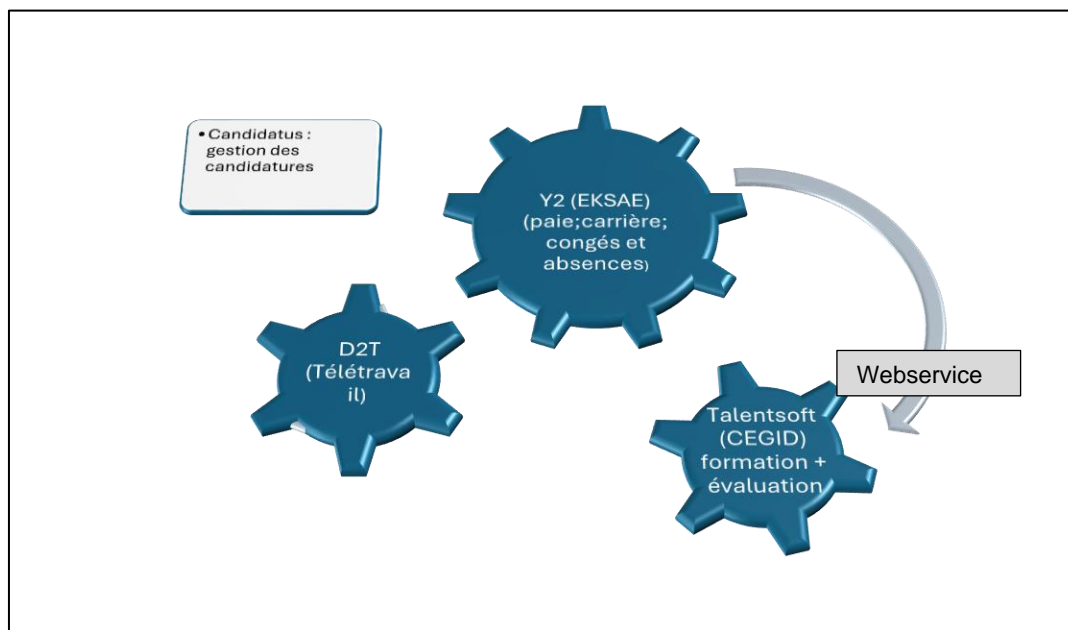 • Candidatus :
gestion des
candidatures
Y2 (EKSAE)
(paie;carrière;
congés et
absences)
D2T
(Télétrava
il)
Webservice
Talentsoft
(CEGID)
formation +
évaluation